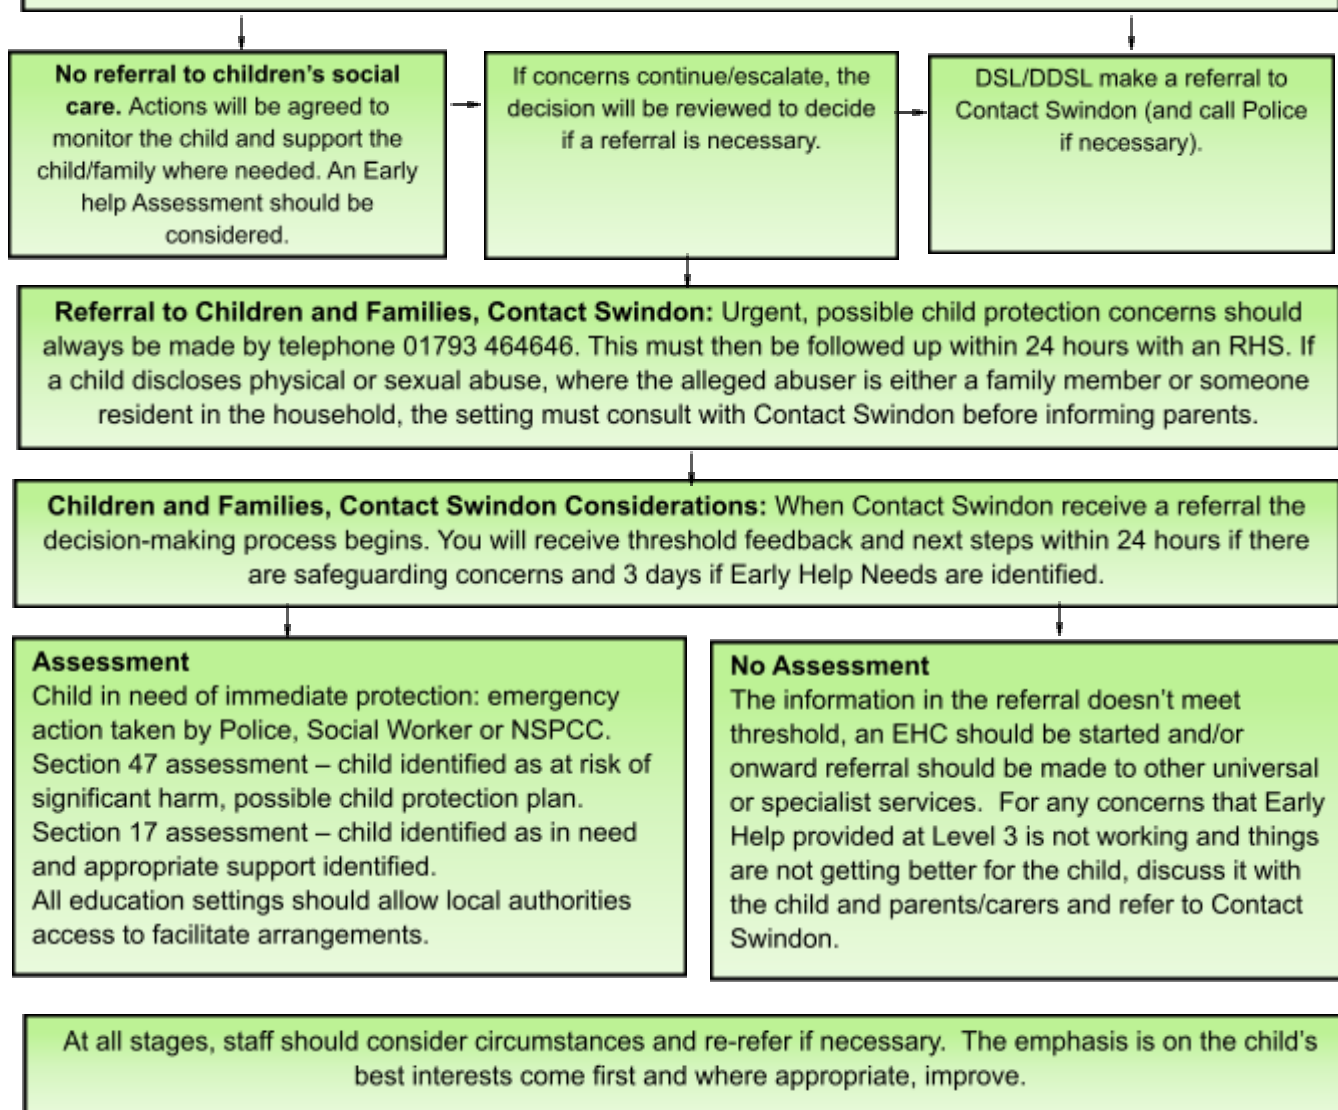 No referral to children's social
care. Actions will be agreed to
monitor the child and support the
child/family where needed. An Early
help Assessment should be
considered.
If concerns continue/escalate, the
decision will be reviewed to decide
if a referral is necessary.
DSL/DDSL make a referral to
Contact Swindon (and call Police
if necessary).
Referral to Children and Families, Contact Swindon: Urgent, possible child protection concerns should
always be made by telephone 01793 464646. This must then be followed up within 24 hours with an RHS. If
a child discloses physical or sexual abuse, where the alleged abuser is either a family member or someone
resident in the household, the setting must consult with Contact Swindon before informing parents.
Children and Families, Contact Swindon Considerations: When Contact Swindon receive a referral the
decision-making process begins. You will receive threshold feedback and next steps within 24 hours if there
are safeguarding concerns and 3 days if Early Help Needs are identified.
Assessment
Child in need of immediate protection: emergency
action taken by Police, Social Worker or NSPCC.
Section 47 assessment – child identified as at risk of
significant harm, possible child protection plan.
Section 17 assessment – child identified as in need
and appropriate support identified.
All education settings should allow local authorities
access to facilitate arrangements.
No Assessment
The information in the referral doesn't meet
threshold, an EHC should be started and/or
onward referral should be made to other universal
or specialist services.  For any concerns that Early
Help provided at Level 3 is not working and things
are not getting better for the child, discuss it with
the child and parents/carers and refer to Contact
Swindon.
At all stages, staff should consider circumstances and re-refer if necessary.  The emphasis is on the child's
best interests come first and where appropriate, improve.